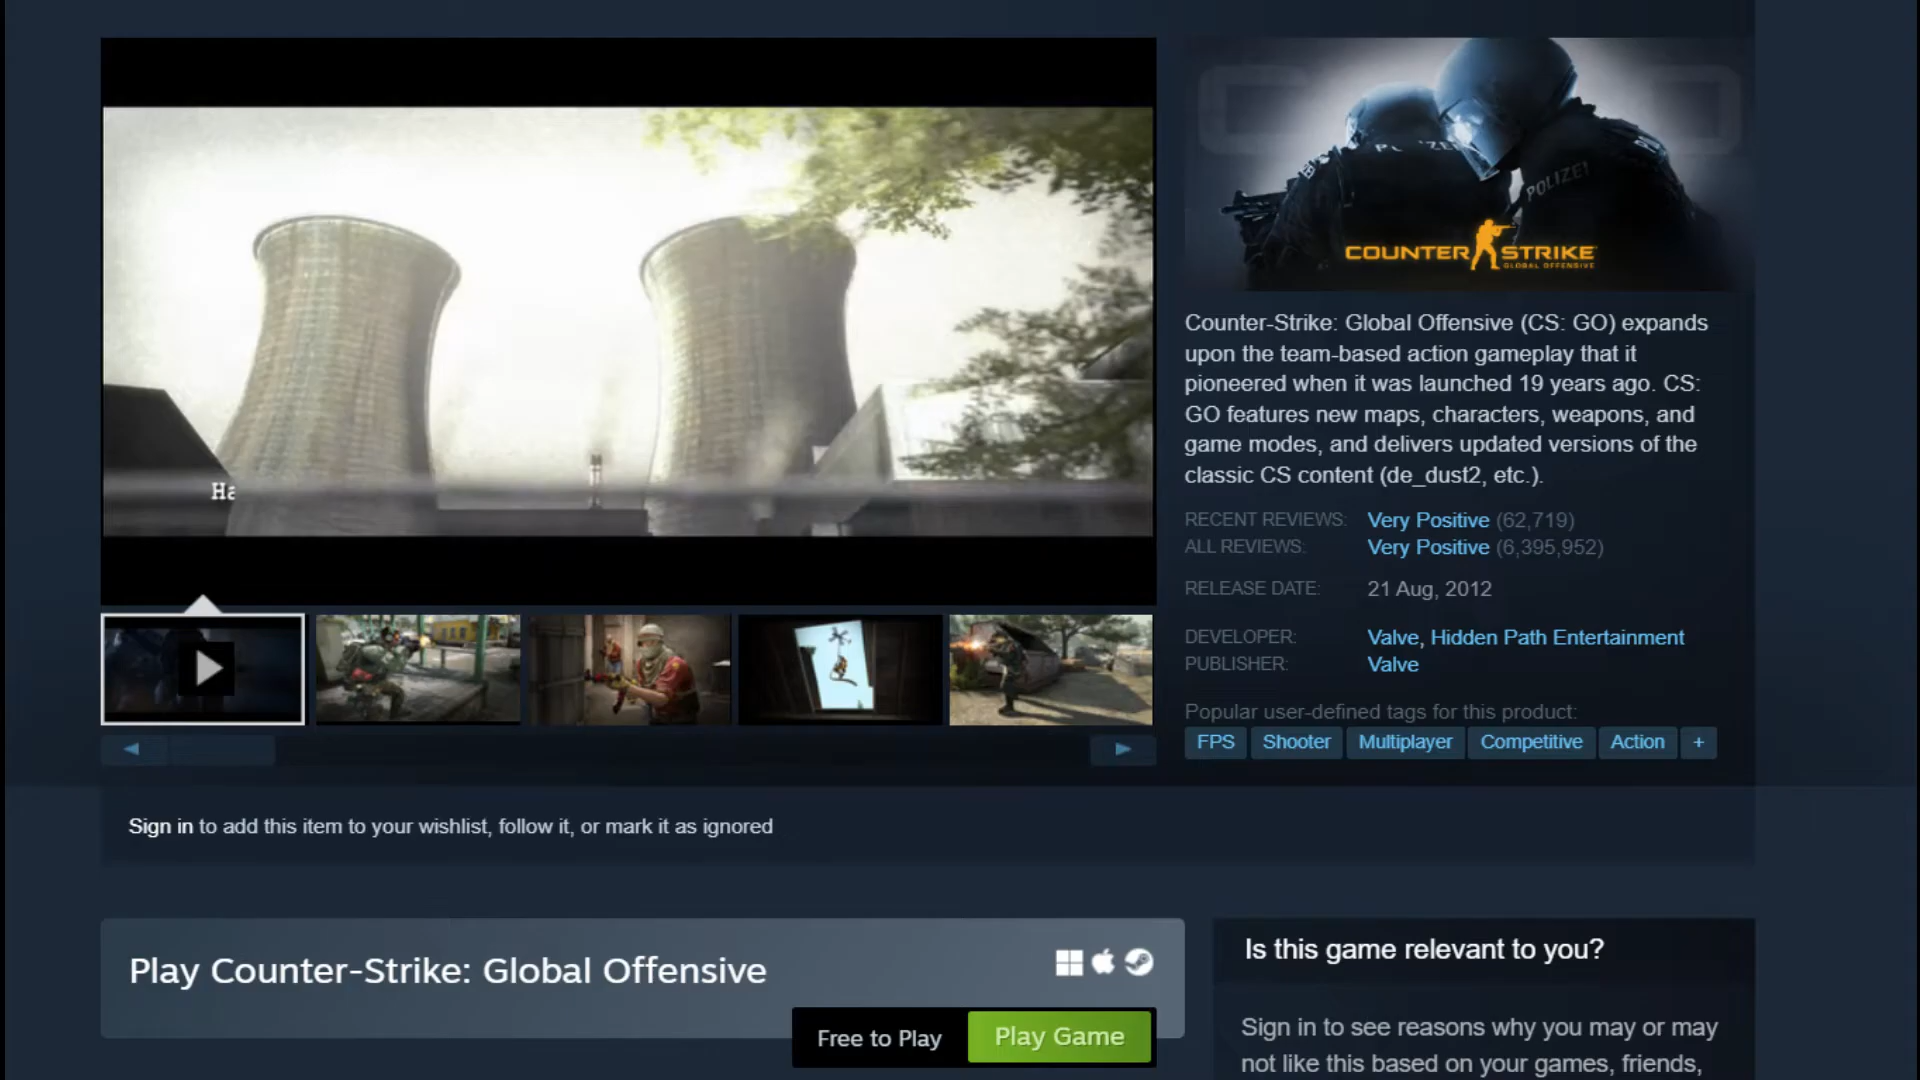 Ha
POLIZEI
COUNTER STRIKE
GLOBAL OFFENSIVE
Counter-Strike: Global Offensive (CS: GO) expands
upon the team-based action gameplay that it
pioneered when it was launched 19 years ago. CS:
GO features new maps, characters, weapons, and
game modes, and delivers updated versions of the
classic CS content (de_dust2, etc.).
RECENT REVIEWS: Very Positive (62,719)
ALL REVIEWS: Very Positive (6,395,952)
RELEASE DATE: 21 Aug, 2012
DEVELOPER: Valve, Hidden Path Entertainment
PUBLISHER: Valve
Popular user-defined tags for this product:
FPS Shooter Multiplayer Competitive Action +
Sign in to add this item to your wishlist, follow it, or mark it as ignored
Play Counter-Strike: Global Offensive
Free to Play Play Game
Is this game relevant to you?
Sign in to see reasons why you may or may
not like this based on your games, friends,